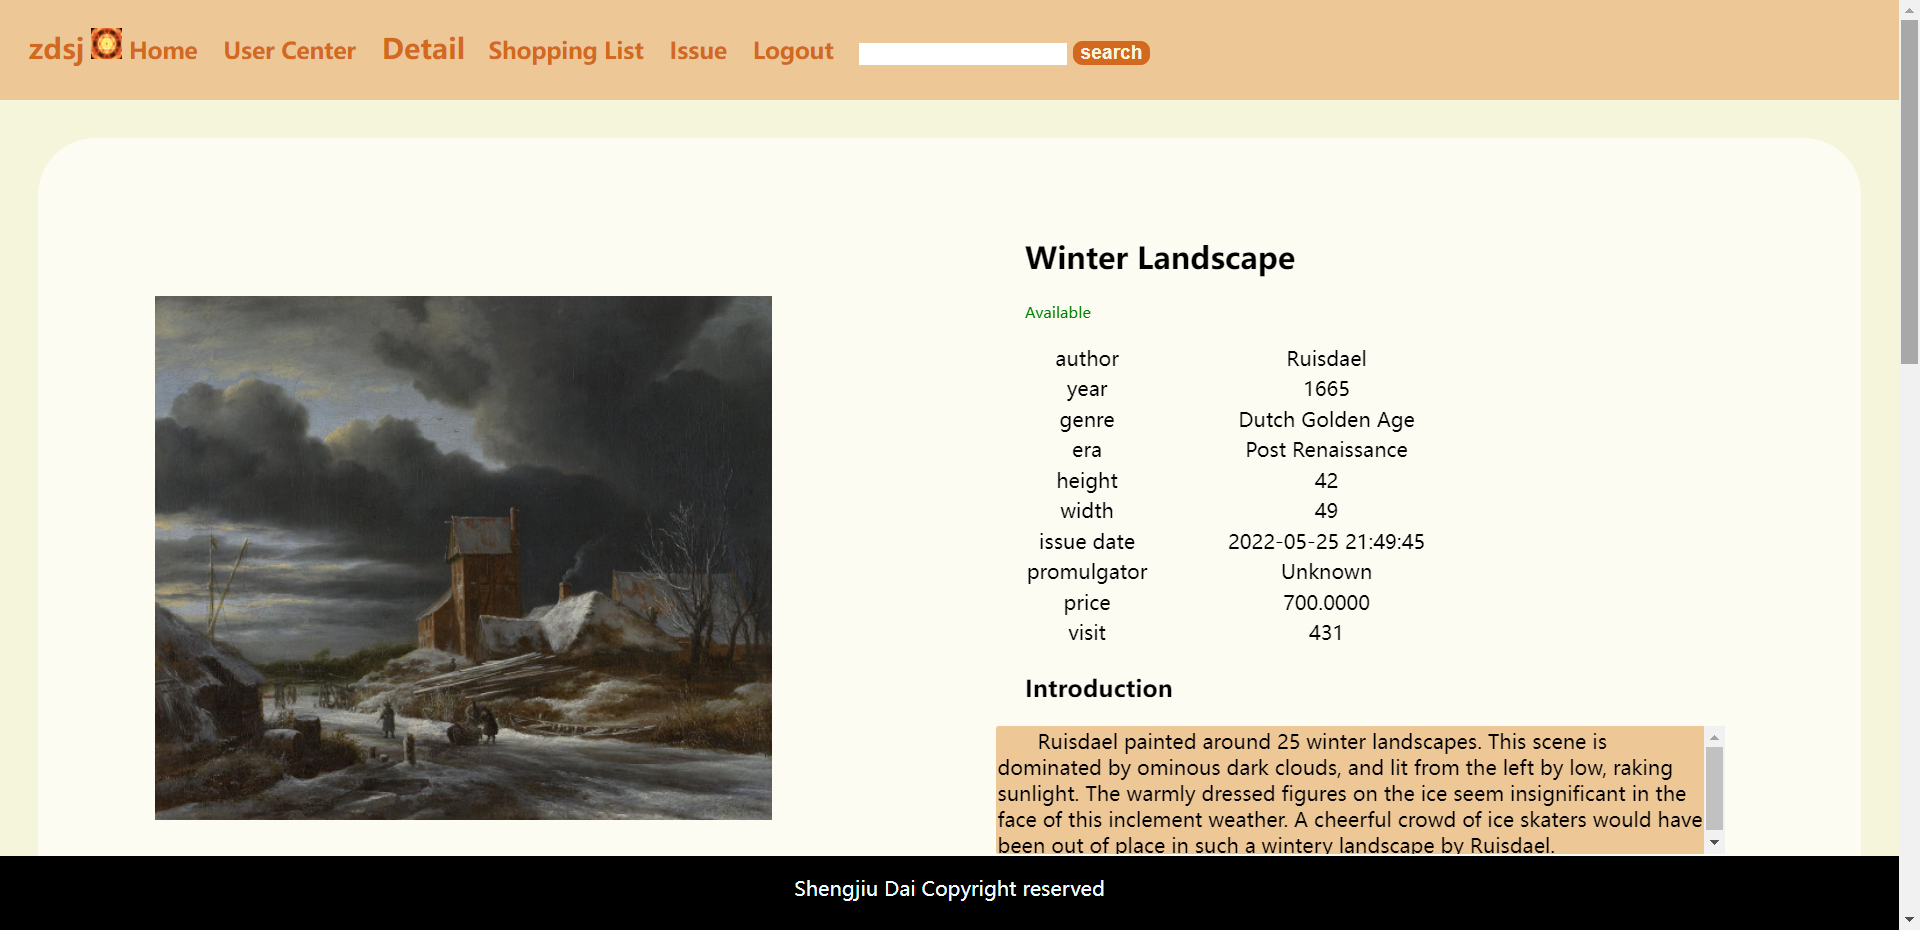 zdsj Home User Center Detail Shopping List Issue Logout search
Winter Landscape
Available
author Ruisdael
year 1665
genre Dutch Golden Age
era Post Renaissance
height 42
width 49
issue date 2022-05-25 21:49:45
promulgator Unknown
price 700.0000
visit 431
Introduction
Ruisdael painted around 25 winter landscapes. This scene is
dominated by ominous dark clouds, and lit from the left by low, raking
sunlight. The warmly dressed figures on the ice seem insignificant in the
face of this inclement weather. A cheerful crowd of ice skaters would have
been out of place in such a wintery landscape by Ruisdael.
Shengjiu Dai Copyright reserved